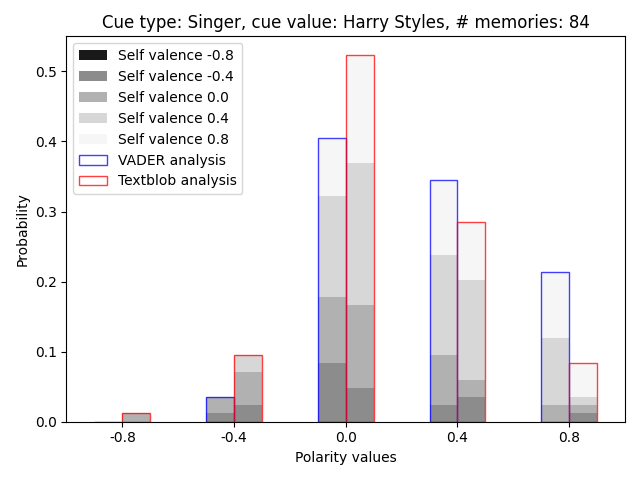 Cue type: Singer, cue value: Harry Styles, # memories: 84
Self valence -0.8
Self valence -0.4
Self valence 0.0
Self valence 0.4
Self valence 0.8
VADER analysis
Textblob analysis
Probability
0.5
0.4
0.3
0.2
0.1
0.0
-0.8 -0.4 0.0 0.4 0.8
Polarity values